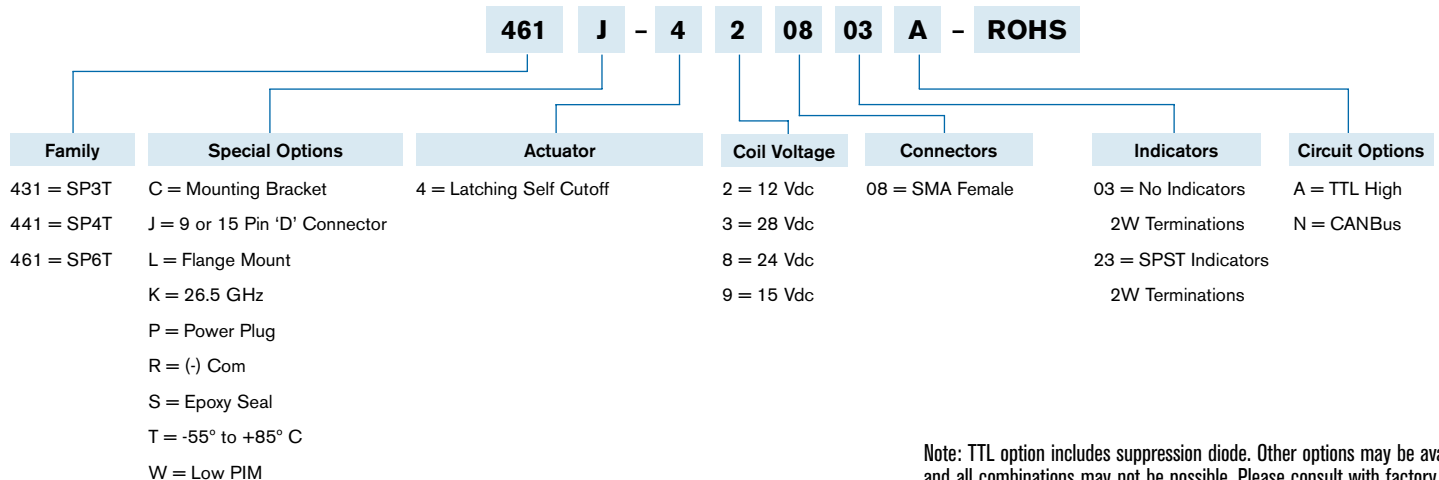 461 J – 4 2 08 03 A – ROHS
Family
431 = SP3T
441 = SP4T
461 = SP6T
Special Options
C = Mounting Bracket
J = 9 or 15 Pin ‘D’ Connector
L = Flange Mount
K = 26.5 GHz
P = Power Plug
R = (-) Com
S = Epoxy Seal
T = -55° to +85° C
W = Low PIM
Actuator
4 = Latching Self Cutoff
Coil Voltage
2 = 12 Vdc
3 = 28 Vdc
8 = 24 Vdc
9 = 15 Vdc
Connectors
08 = SMA Female
Indicators
03 = No Indicators
2W Terminations
23 = SPST Indicators
2W Terminations
Circuit Options
A = TTL High
N = CANBus
Note: TTL option includes suppression diode. Other options may be
and all combinations may not be possible. Please consult with factory